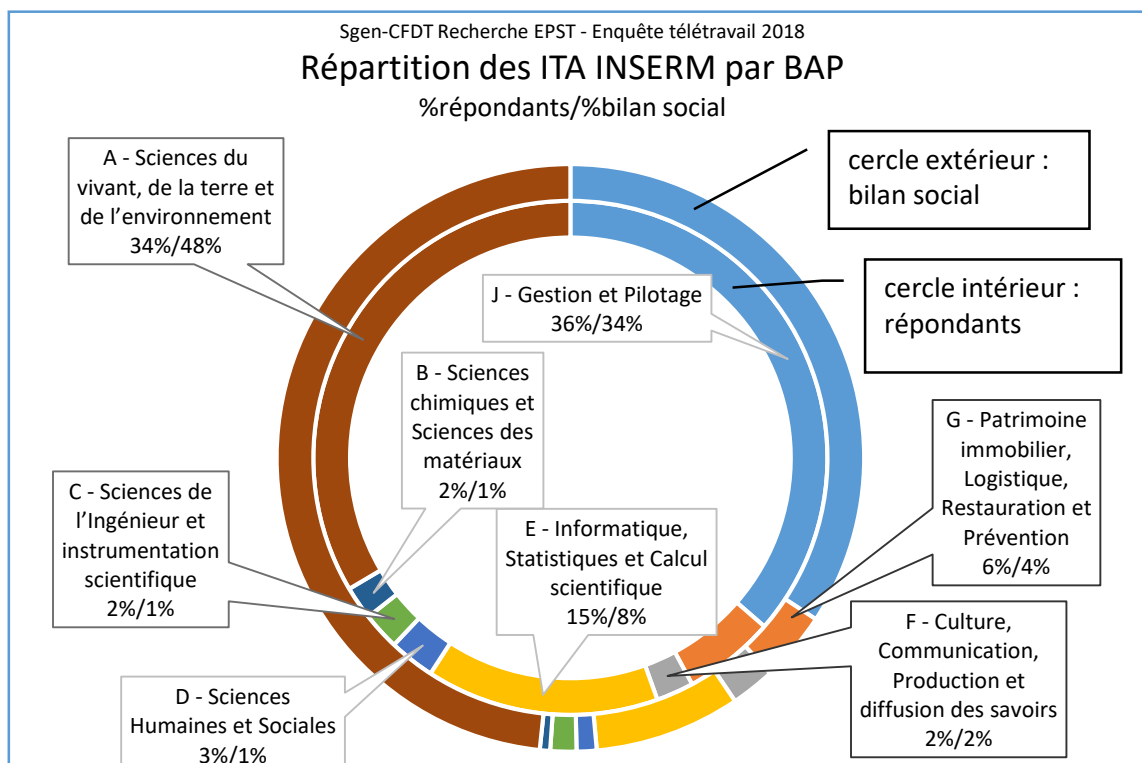 Sgen-CFDT Recherche EPST - Enquête télétravail 2018
Répartition des ITA INSERM par BAP
%répondants/%bilan social
A - Sciences du
vivant, de la terre et
de l’environnement
34%/48%
cercle extérieur :
bilan social
J - Gestion et Pilotage
36%/34%
cercle intérieur :
répondants
B - Sciences
chimiques et
Sciences des
matériaux
2%/1%
G - Patrimoine
immobilier,
Logistique,
Restauration et
Prévention
6%/4%
C - Sciences de
l’Ingénieur et
instrumentation
scientifique
2%/1%
E - Informatique,
Statistiques et Calcul
scientifique
15%/8%
F - Culture,
Communication,
Production et
diffusion des savoirs
2%/2%
D - Sciences
Humaines et Sociales
3%/1%